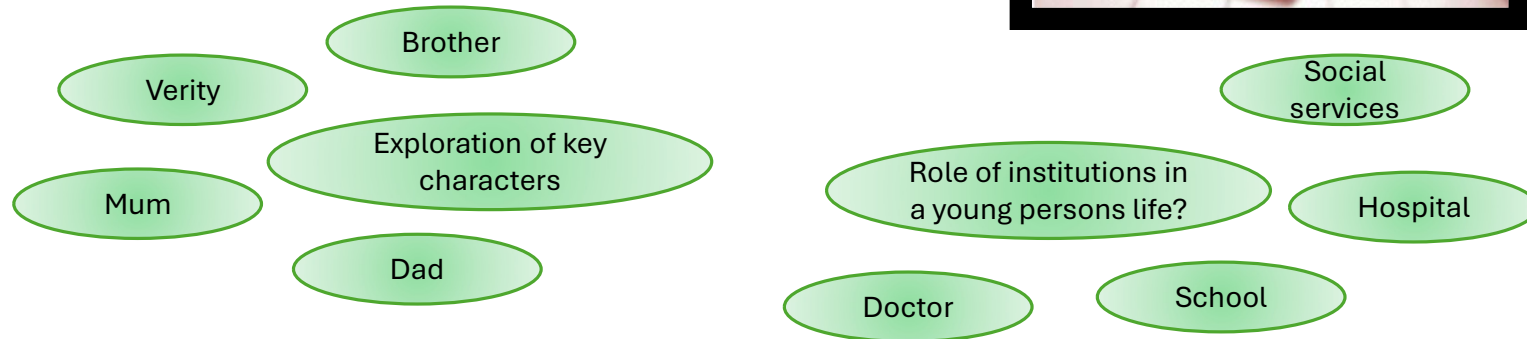 Brother
Verity
Exploration of key
characters
Mum
Dad
Social
services
Role of institutions in
a young persons life?
Hospital
School
Doctor